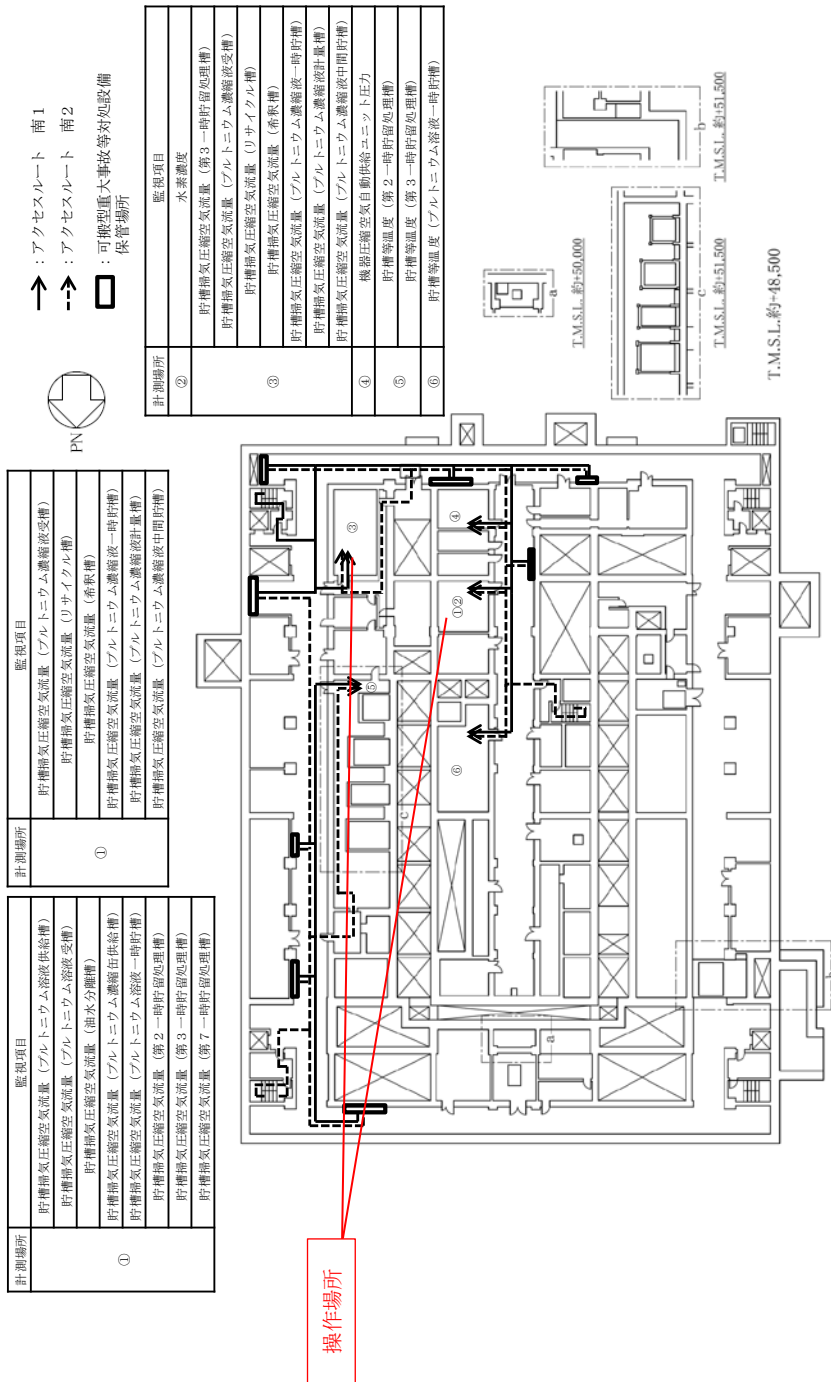 計測場所
監視項目
①
貯槽掃気圧縮空気流量（プルトニウム溶液供給槽）
貯槽掃気圧縮空気流量（プルトニウム溶液受槽）
貯槽掃気圧縮空気流量（油水分離槽）
貯槽掃気圧縮空気流量（プルトニウム濃縮缶供給槽）
貯槽掃気圧縮空気流量（プルトニウム溶液一時貯槽）
貯槽掃気圧縮空気流量（第２一時貯留処理槽）
貯槽掃気圧縮空気流量（第３一時貯留処理槽）
貯槽掃気圧縮空気流量（第７一時貯留処理槽）
計測場所
監視項目
①
貯槽掃気圧縮空気流量（プルトニウム濃縮液受槽）
貯槽掃気圧縮空気流量（リサイクル槽）
貯槽掃気圧縮空気流量（希釈槽）
貯槽掃気圧縮空気流量（プルトニウム濃縮液一時貯槽）
貯槽掃気圧縮空気流量（プルトニウム濃縮液計量槽）
貯槽掃気圧縮空気流量（プルトニウム濃縮液中間貯槽）
PN
：アクセスルート　南１
：アクセスルート　南２
：可搬型重大事故等対処設備
保管場所
計測場所
監視項目
②
水素濃度
③
貯槽掃気圧縮空気流量（第３一時貯留処理槽）
貯槽掃気圧縮空気流量（プルトニウム濃縮液受槽）
貯槽掃気圧縮空気流量（リサイクル槽）
貯槽掃気圧縮空気流量（希釈槽）
貯槽掃気圧縮空気流量（プルトニウム濃縮液一時貯槽）
貯槽掃気圧縮空気流量（プルトニウム濃縮液計量槽）
貯槽掃気圧縮空気流量（プルトニウム濃縮液中間貯槽）
④
機器圧縮空気自動供給ユニット圧力
⑤
貯槽等温度（第２一時貯留処理槽）
貯槽等温度（第３一時貯留処理槽）
⑥
貯槽等温度（プルトニウム溶液一時貯槽）
操作場所
③
④
①②
⑤
⑥
c
a
b
a
T.M.S.L. 約+50,000
b
T.M.S.L. 約+51,500
c
T.M.S.L. 約+51,500
T.M.S.L.約+48,500